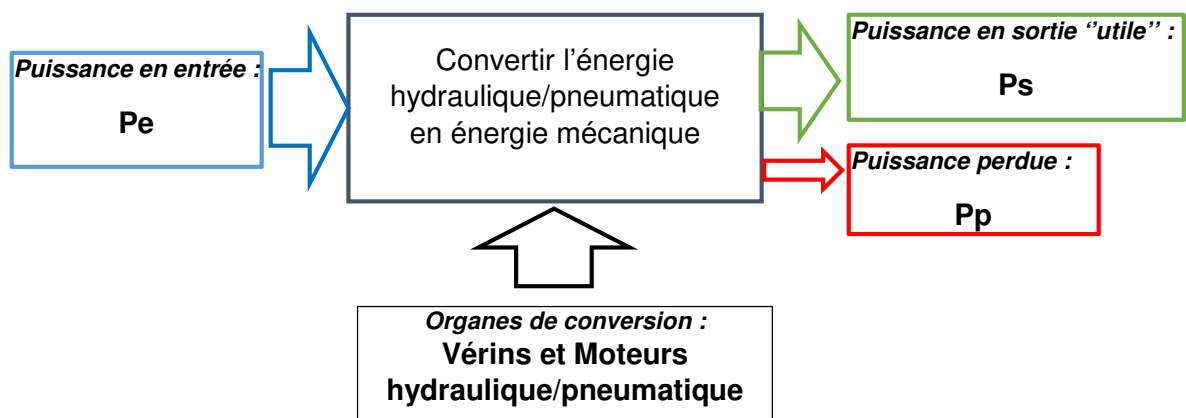 Puissance en entrée :
Pe
Convertir l’énergie
hydraulique/pneumatique
en énergie mécanique
Puissance en sortie ‘’utile’’ :
Ps
Puissance perdue :
Pp
Organes de conversion :
Vérins et Moteurs
hydraulique/pneumatique